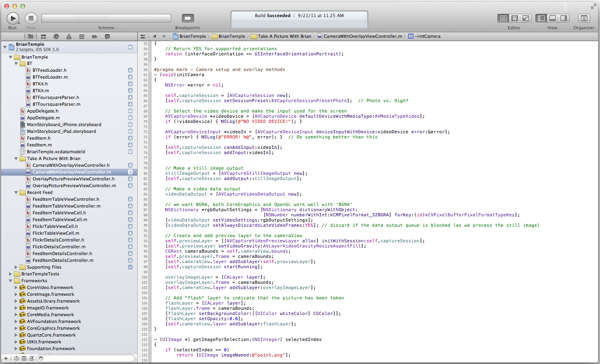 Build Succeeded | 9/21/11 at 11:25 AM
Run
Stop
Scheme
Breakpoints
Editor
View
Organizer
BrianTemple
2 targets, iOS SDK 5.0
BrianTemple
BT
BTFeedLoader.h
BTFeedLoader.m
BTKit.h
BTKit.m
BTFoursquareParser.h
BTFoursquareParser.m
AppDelegate.h
AppDelegate.m
MainStoryboard_iPhone.storyboard
MainStoryboard_iPad.storyboard
FeedItem.h
FeedItem.m
BrianTemple.xcdatamodeld
Take A Picture With Brian
CameraWithOverlayViewController.h
CameraWithOverlayViewController.m
OverlayPicturePreviewViewController.h
OverlayPicturePreviewViewController.m
Recent Feed
FeedItemTableViewController.h
FeedItemTableViewController.m
FeedItemTableViewCell.h
FeedItemTableViewCell.m
FlickrTableViewCell.h
FlickrTableViewCell.m
FlickrDetailsController.h
FlickrDetailsController.m
FeedItemDetailsController.h
FeedItemDetailsController.m
Supporting Files
BrianTempleTests
Frameworks
CoreVideo.framework
CoreImage.framework
AssetsLibrary.framework
ImageIO.framework
CoreMedia.framework
AVFoundation.framework
CoreGraphics.framework
QuartzCore.framework
UIKit.framework
Foundation.framework
BrianTemple
BrianTemple
Take A Picture With Brian
CameraWithOverlayViewController.m
-initCamera
// Return YES for supported orientations
return (interfaceOrientation == UIInterfaceOrientationPortrait);
}
#pragma mark - Camera setup and overlay methods
- (void)initCamera
{
NSError *error = nil;
self.captureSession = [AVCaptureSession new];
[self.captureSession setSessionPreset:AVCaptureSessionPresetPhoto]; // Photo vs. High?
// Select the video device and make the input used for the screen
AVCaptureDevice *videoDevice = [AVCaptureDevice defaultDeviceWithMediaType:AVMediaTypeVideo];
if (!videoDevice) { NSLog(@"NO VIDEO DEVICE!"); }
AVCaptureDeviceInput *videoIn = [AVCaptureDeviceInput deviceInputWithDevice:videoDevice error:&error];
if (error) { NSLog(@"ERROR! %@", error); } // Do something better than this
[self.captureSession canAddInput:videoIn];
[self.captureSession addInput:videoIn];
// Make a still image output
stillImageOutput = [AVCaptureStillImageOutput new];
[self.captureSession addOutput:stillImageOutput];
// Make a video data output
videoDataOutput = [AVCaptureVideoDataOutput new];
// we want BGRA, both CoreGraphics and OpenGL work well with 'BGRA'
NSDictionary *rgbOutputSettings = [NSDictionary dictionaryWithObject:
[NSNumber numberWithInt:kCMPixelFormat_32BGRA] forKey:(id)kCVPixelBufferPixelFormatTypeKey];
[videoDataOutput setVideoSettings:rgbOutputSettings];
[videoDataOutput setAlwaysDiscardsLateVideoFrames:YES]; // discard if the data output queue is blocked (as we process the still image)
// Create and add preview layer to the cameraView
self.previewLayer = [[AVCaptureVideoPreviewLayer alloc] initWithSession:self.captureSession];
[self.previewLayer setVideoGravity:AVLayerVideoGravityResizeAspectFill];
CGRect cameraBounds = self.cameraView.bounds;
self.previewLayer.frame = cameraBounds;
[self.cameraView.layer addSublayer:self.previewLayer];
[self.captureSession startRunning];
overlayImageLayer = [CALayer layer];
overlayImageLayer.frame = cameraBounds;
[self.cameraView.layer addSublayer:overlayImageLayer];
// Add "flash" layer to indicate that the picture has been taken
flashLayer = [CALayer layer];
flashLayer.frame = cameraBounds;
[flashLayer setBackgroundColor:[[UIColor whiteColor] CGColor]];
[flashLayer setOpacity:0.0];
[self.cameraView.layer addSublayer:flashLayer];
}
- (UIImage *) getImageForSelection:(NSInteger) selectedIndex
{
if (selectedIndex == 0)
return [UIImage imageNamed:@"point.png"];